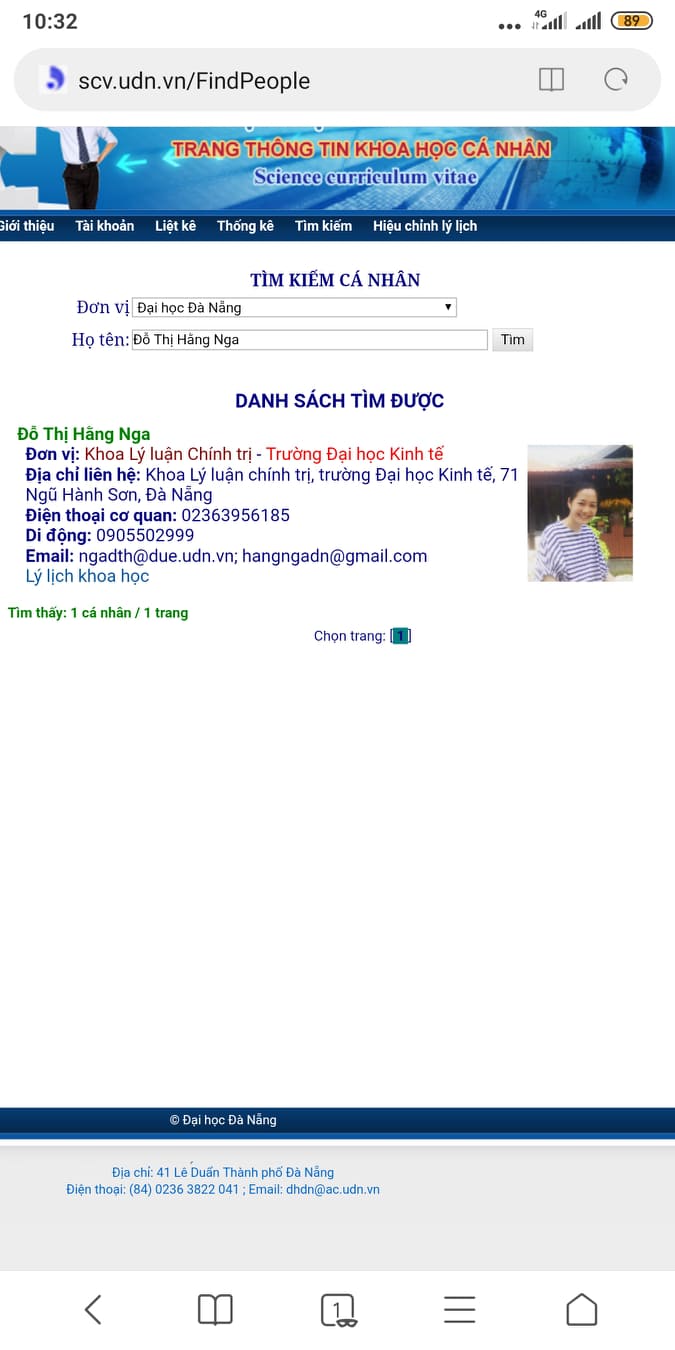 10:32
4G
89
scv.udn.vn/FindPeople
TRANG THÔNG TIN KHOA HỌC CÁ NHÂN
Science curriculum vitae
Giới thiệu Tài khoản Liệt kê Thống kê Tìm kiếm Hiệu chỉnh lý lịch
TÌM KIẾM CÁ NHÂN
Đơn vị Đại học Đà Nẵng
Họ tên: Đỗ Thị Hằng Nga Tìm
DANH SÁCH TÌM ĐƯỢC
Đỗ Thị Hằng Nga
Đơn vị: Khoa Lý luận Chính trị - Trường Đại học Kinh tế
Địa chỉ liên hệ: Khoa Lý luận chính trị, trường Đại học Kinh tế, 71
Ngũ Hành Sơn, Đà Nẵng
Điện thoại cơ quan: 02363956185
Di động: 0905502999
Email: ngadth@due.udn.vn; hangngadn@gmail.com
Lý lịch khoa học
Tìm thấy: 1 cá nhân / 1 trang
Chọn trang: [1]
© Đại học Đà Nẵng
Địa chỉ: 41 Lê Duẩn Thành phố Đà Nẵng
Điện thoại: (84) 0236 3822 041 ; Email: dhdn@ac.udn.vn
1